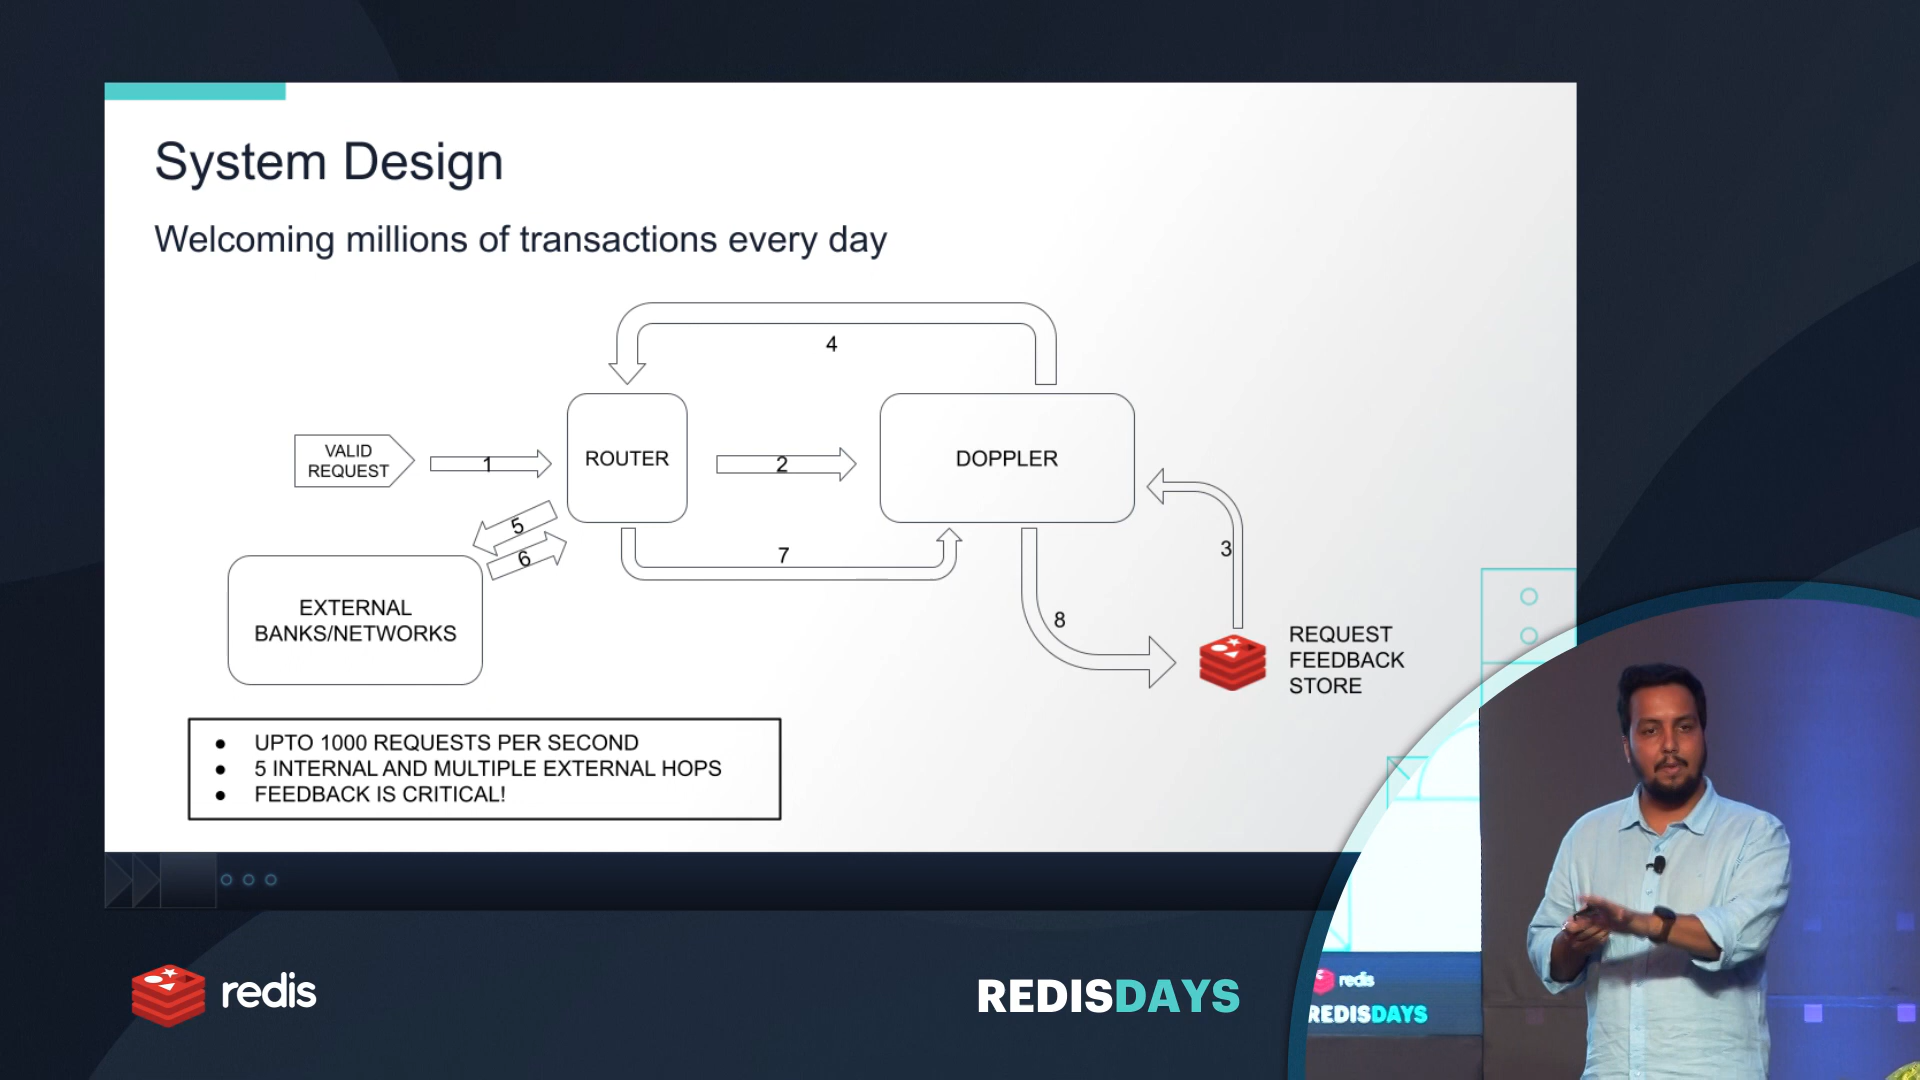 System Design
Welcoming millions of transactions every day
4
VALID
REQUEST
1
ROUTER
2
DOPPLER
5
6
7
3
8
EXTERNAL
BANKS/NETWORKS
REQUEST
FEEDBACK
STORE
● UPTO 1000 REQUESTS PER SECOND
● 5 INTERNAL AND MULTIPLE EXTERNAL HOPS
● FEEDBACK IS CRITICAL!
redis
REDISDAYS
redis
REDISDAYS